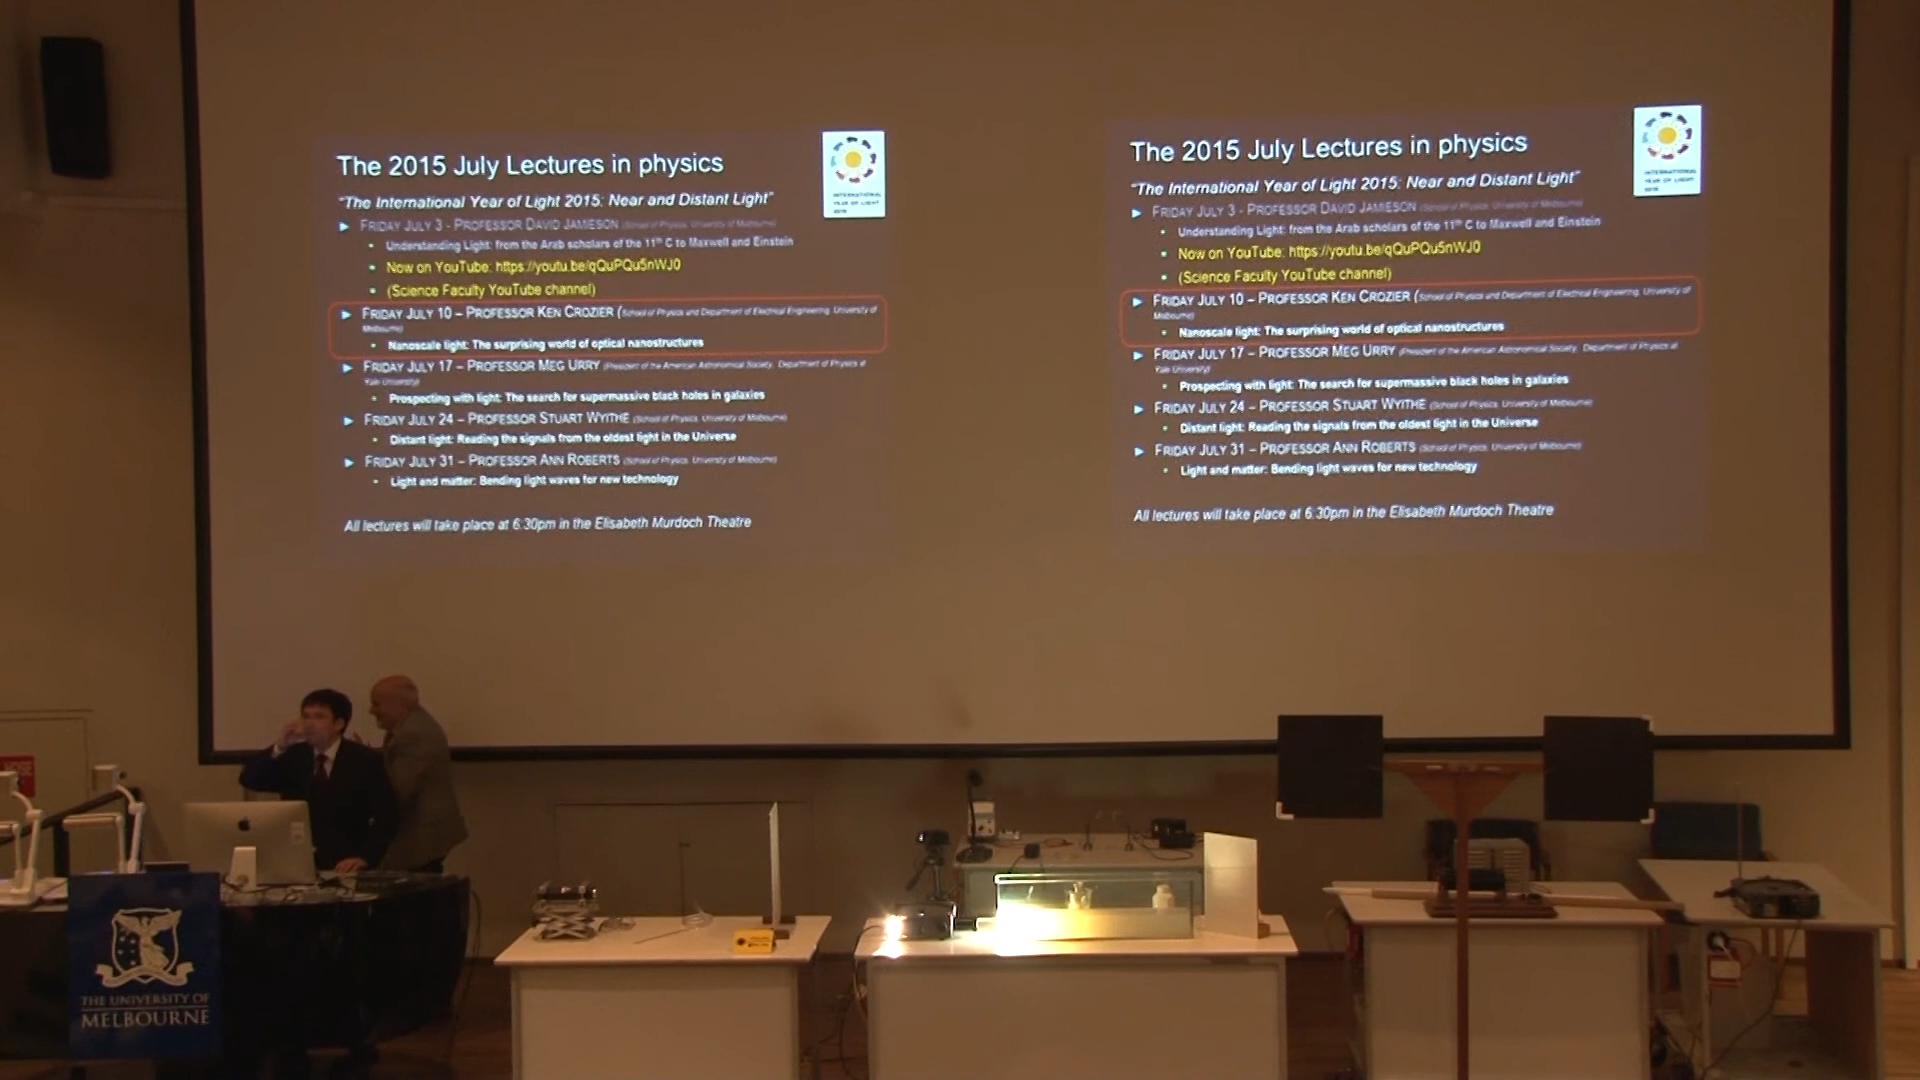 The 2015 July Lectures in physics
"The International Year of Light 2015: Near and Distant Light"
FRIDAY JULY 3 - PROFESSOR DAVID JAMIESON (School of Physics, University of Melbourne)
Understanding Light: from the Arab scholars of the 11th C to Maxwell and Einstein
Now on YouTube: https://youtu.be/qQuPQu5nWJ0
(Science Faculty YouTube channel)
FRIDAY JULY 10 – PROFESSOR KEN CROZIER (School of Physics and Department of Electrical Engineering, University of
Melbourne)
Nanoscale light: The surprising world of optical nanostructures
FRIDAY JULY 17 – PROFESSOR MEG URRY (President of the American Astronomical Society, Department of Physics at
Yale University)
Prospecting with light: The search for supermassive black holes in galaxies
FRIDAY JULY 24 – PROFESSOR STUART WYITHE (School of Physics, University of Melbourne)
Distant light: Reading the signals from the oldest light in the Universe
FRIDAY JULY 31 – PROFESSOR ANN ROBERTS (School of Physics, University of Melbourne)
Light and matter: Bending light waves for new technology
All lectures will take place at 6:30pm in the Elisabeth Murdoch Theatre
INTERNATIONAL
YEAR OF LIGHT
2015
The 2015 July Lectures in physics
"The International Year of Light 2015: Near and Distant Light"
FRIDAY JULY 3 - PROFESSOR DAVID JAMIESON (School of Physics, University of Melbourne)
Understanding Light: from the Arab scholars of the 11th C to Maxwell and Einstein
Now on YouTube: https://youtu.be/qQuPQu5nWJ0
(Science Faculty YouTube channel)
FRIDAY JULY 10 – PROFESSOR KEN CROZIER (School of Physics and Department of Electrical Engineering, University of
Melbourne)
Nanoscale light: The surprising world of optical nanostructures
FRIDAY JULY 17 – PROFESSOR MEG URRY (President of the American Astronomical Society, Department of Physics at
Yale University)
Prospecting with light: The search for supermassive black holes in galaxies
FRIDAY JULY 24 – PROFESSOR STUART WYITHE (School of Physics, University of Melbourne)
Distant light: Reading the signals from the oldest light in the Universe
FRIDAY JULY 31 – PROFESSOR ANN ROBERTS (School of Physics, University of Melbourne)
Light and matter: Bending light waves for new technology
All lectures will take place at 6:30pm in the Elisabeth Murdoch Theatre
INTERNATIONAL
YEAR OF LIGHT
2015
HOSE
THE UNIVERSITY OF
MELBOURNE